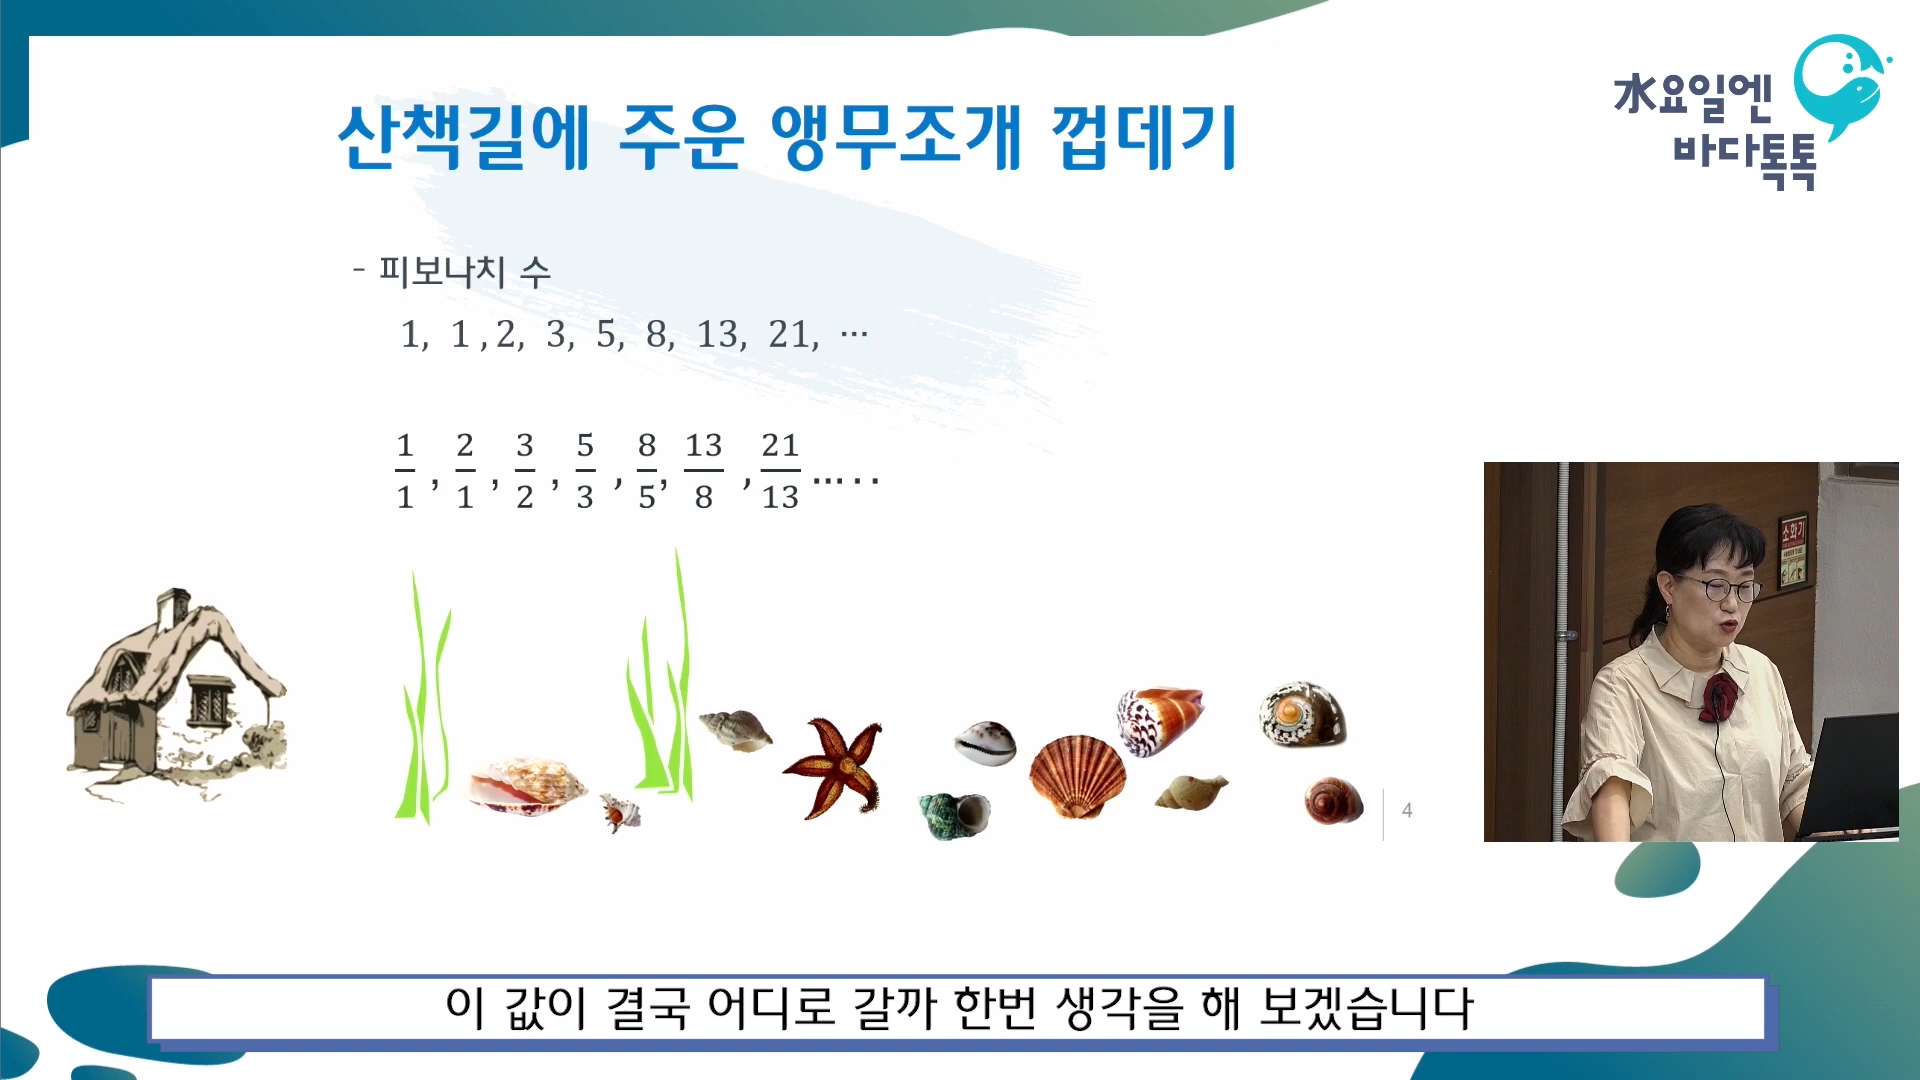 산책길에 주운 앵무조개 껍데기
水요일엔
바다톡톡
- 피보나치 수
1, 1 , 2, 3, 5, 8, 13, 21, ⋯
1/1 , 2/1 , 3/2 , 5/3 , 8/5, 13/8 , 21/13 ⋯ . .
소화기
4
이 값이 결국 어디로 갈까 한번 생각을 해 보겠습니다